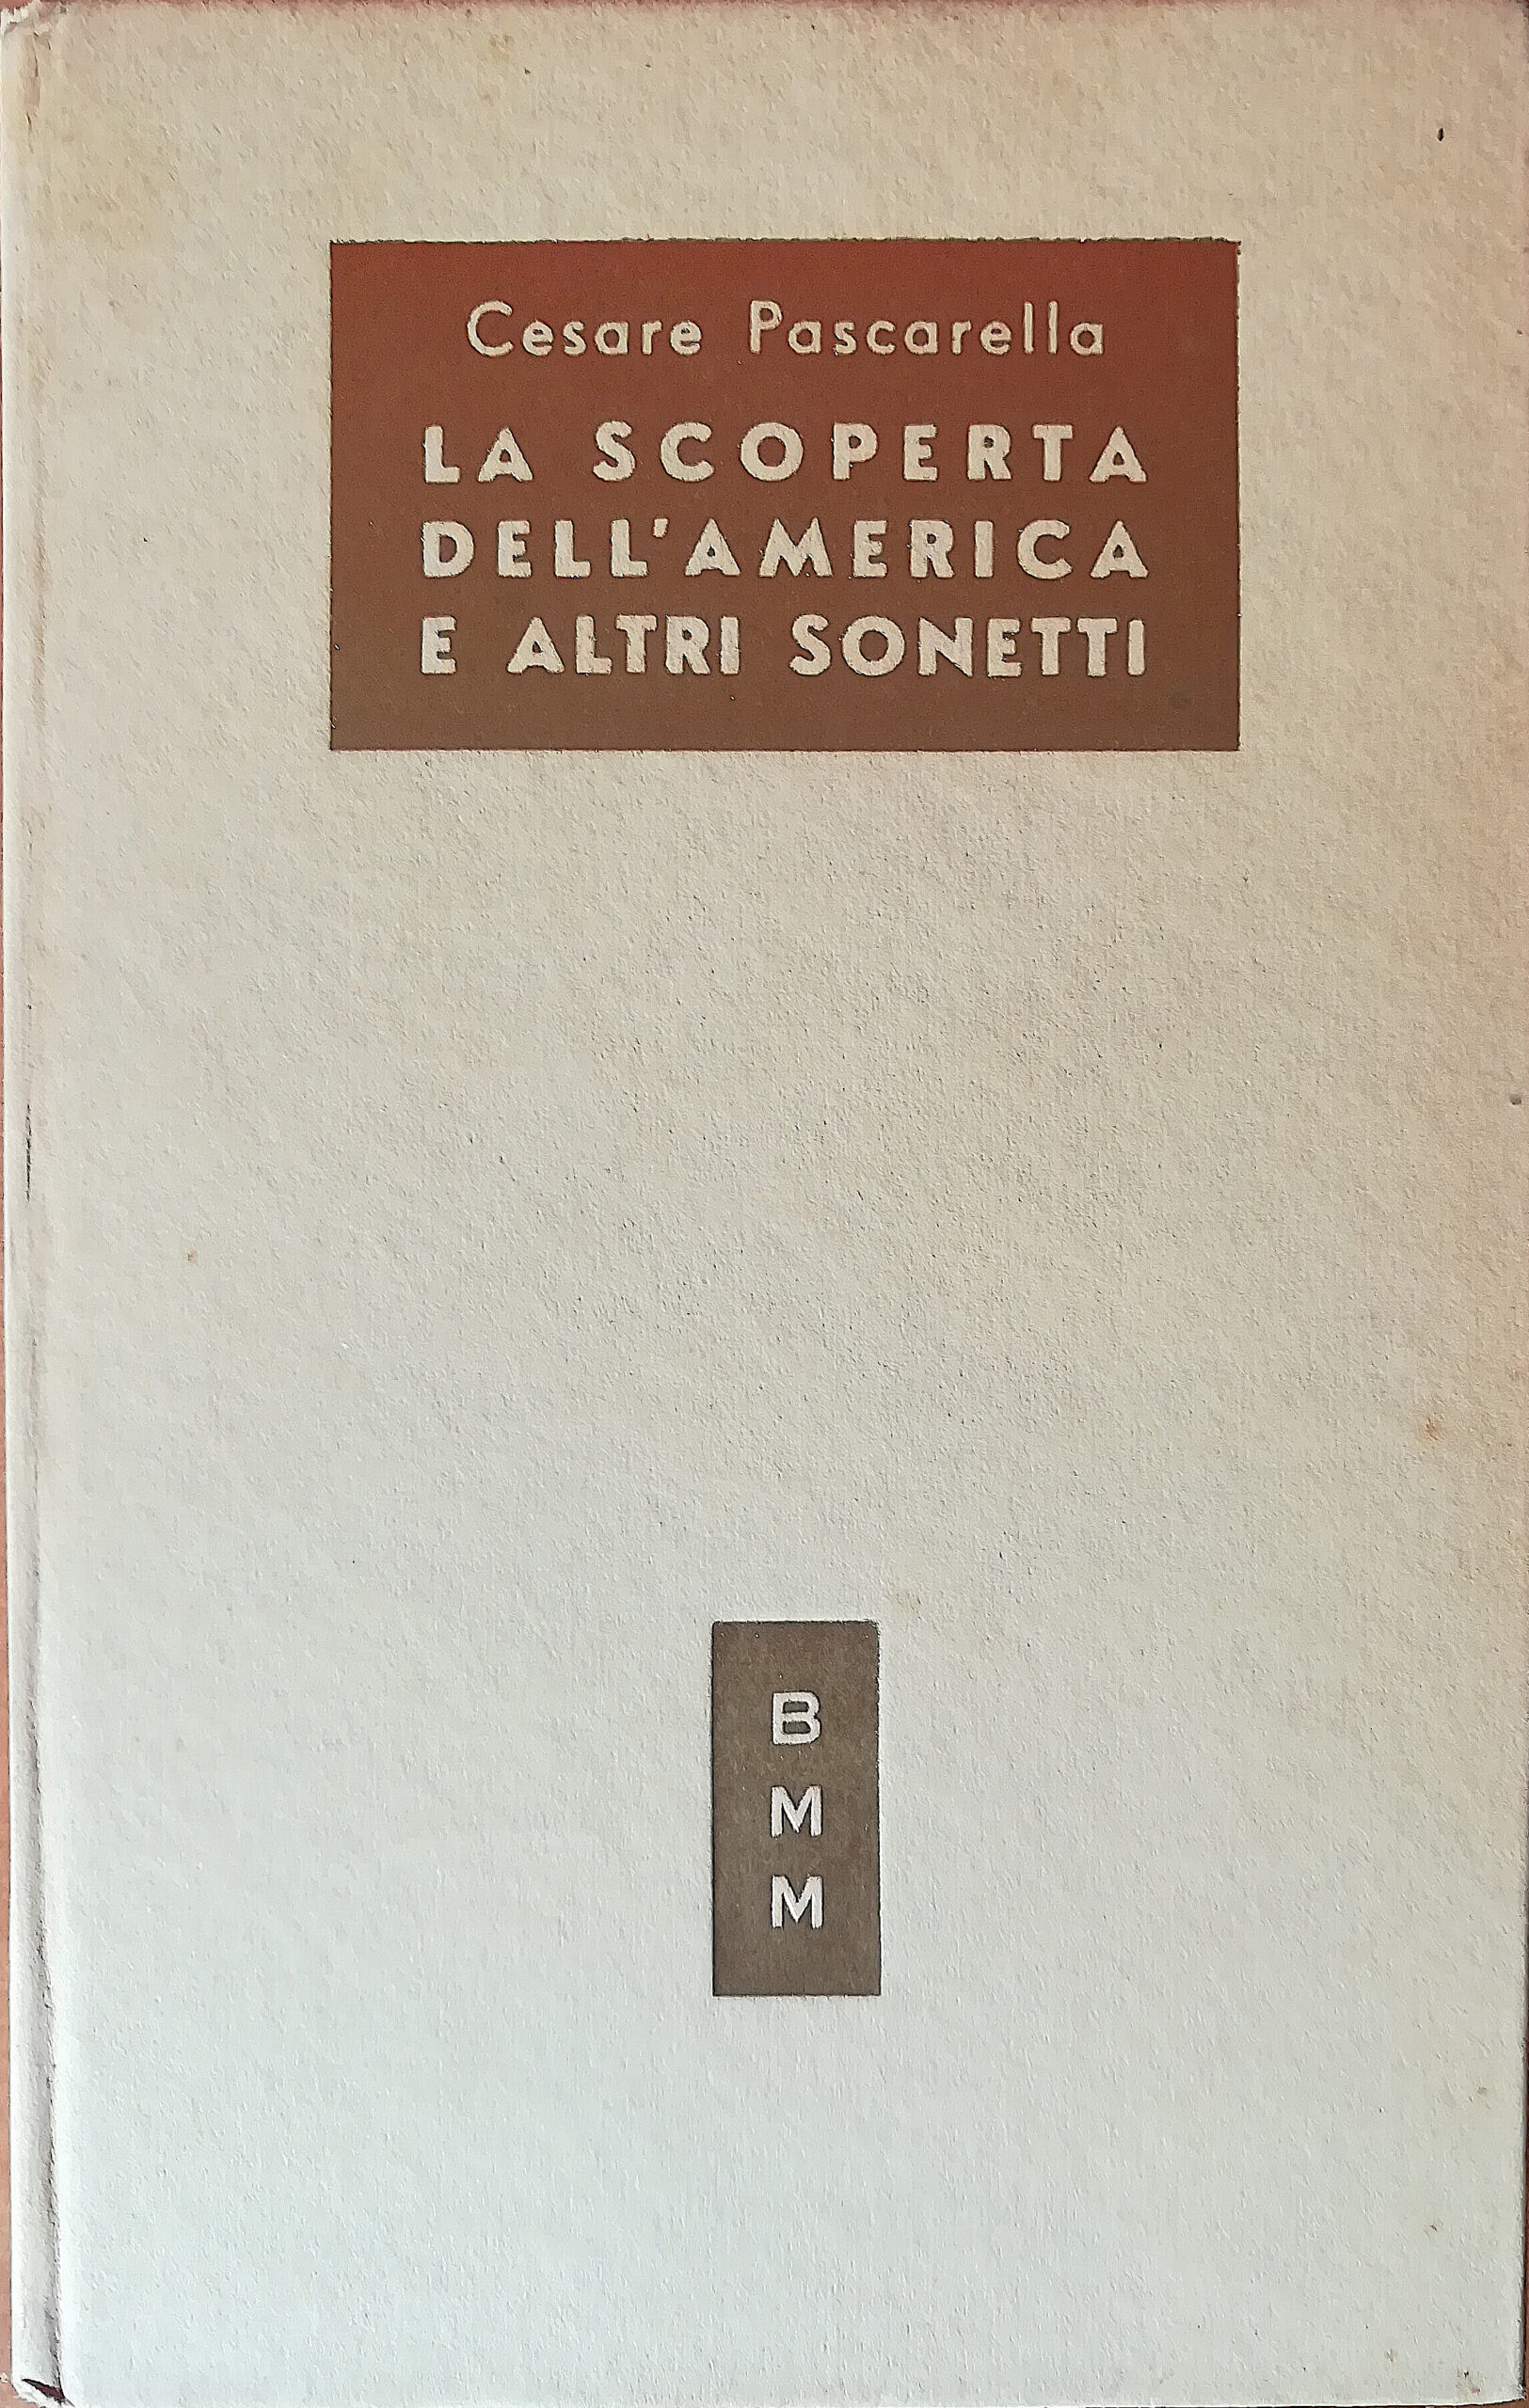 Cesare Pascarella
LA SCOPERTA
DELL'AMERICA
E ALTRI SONETTI
B
M
M